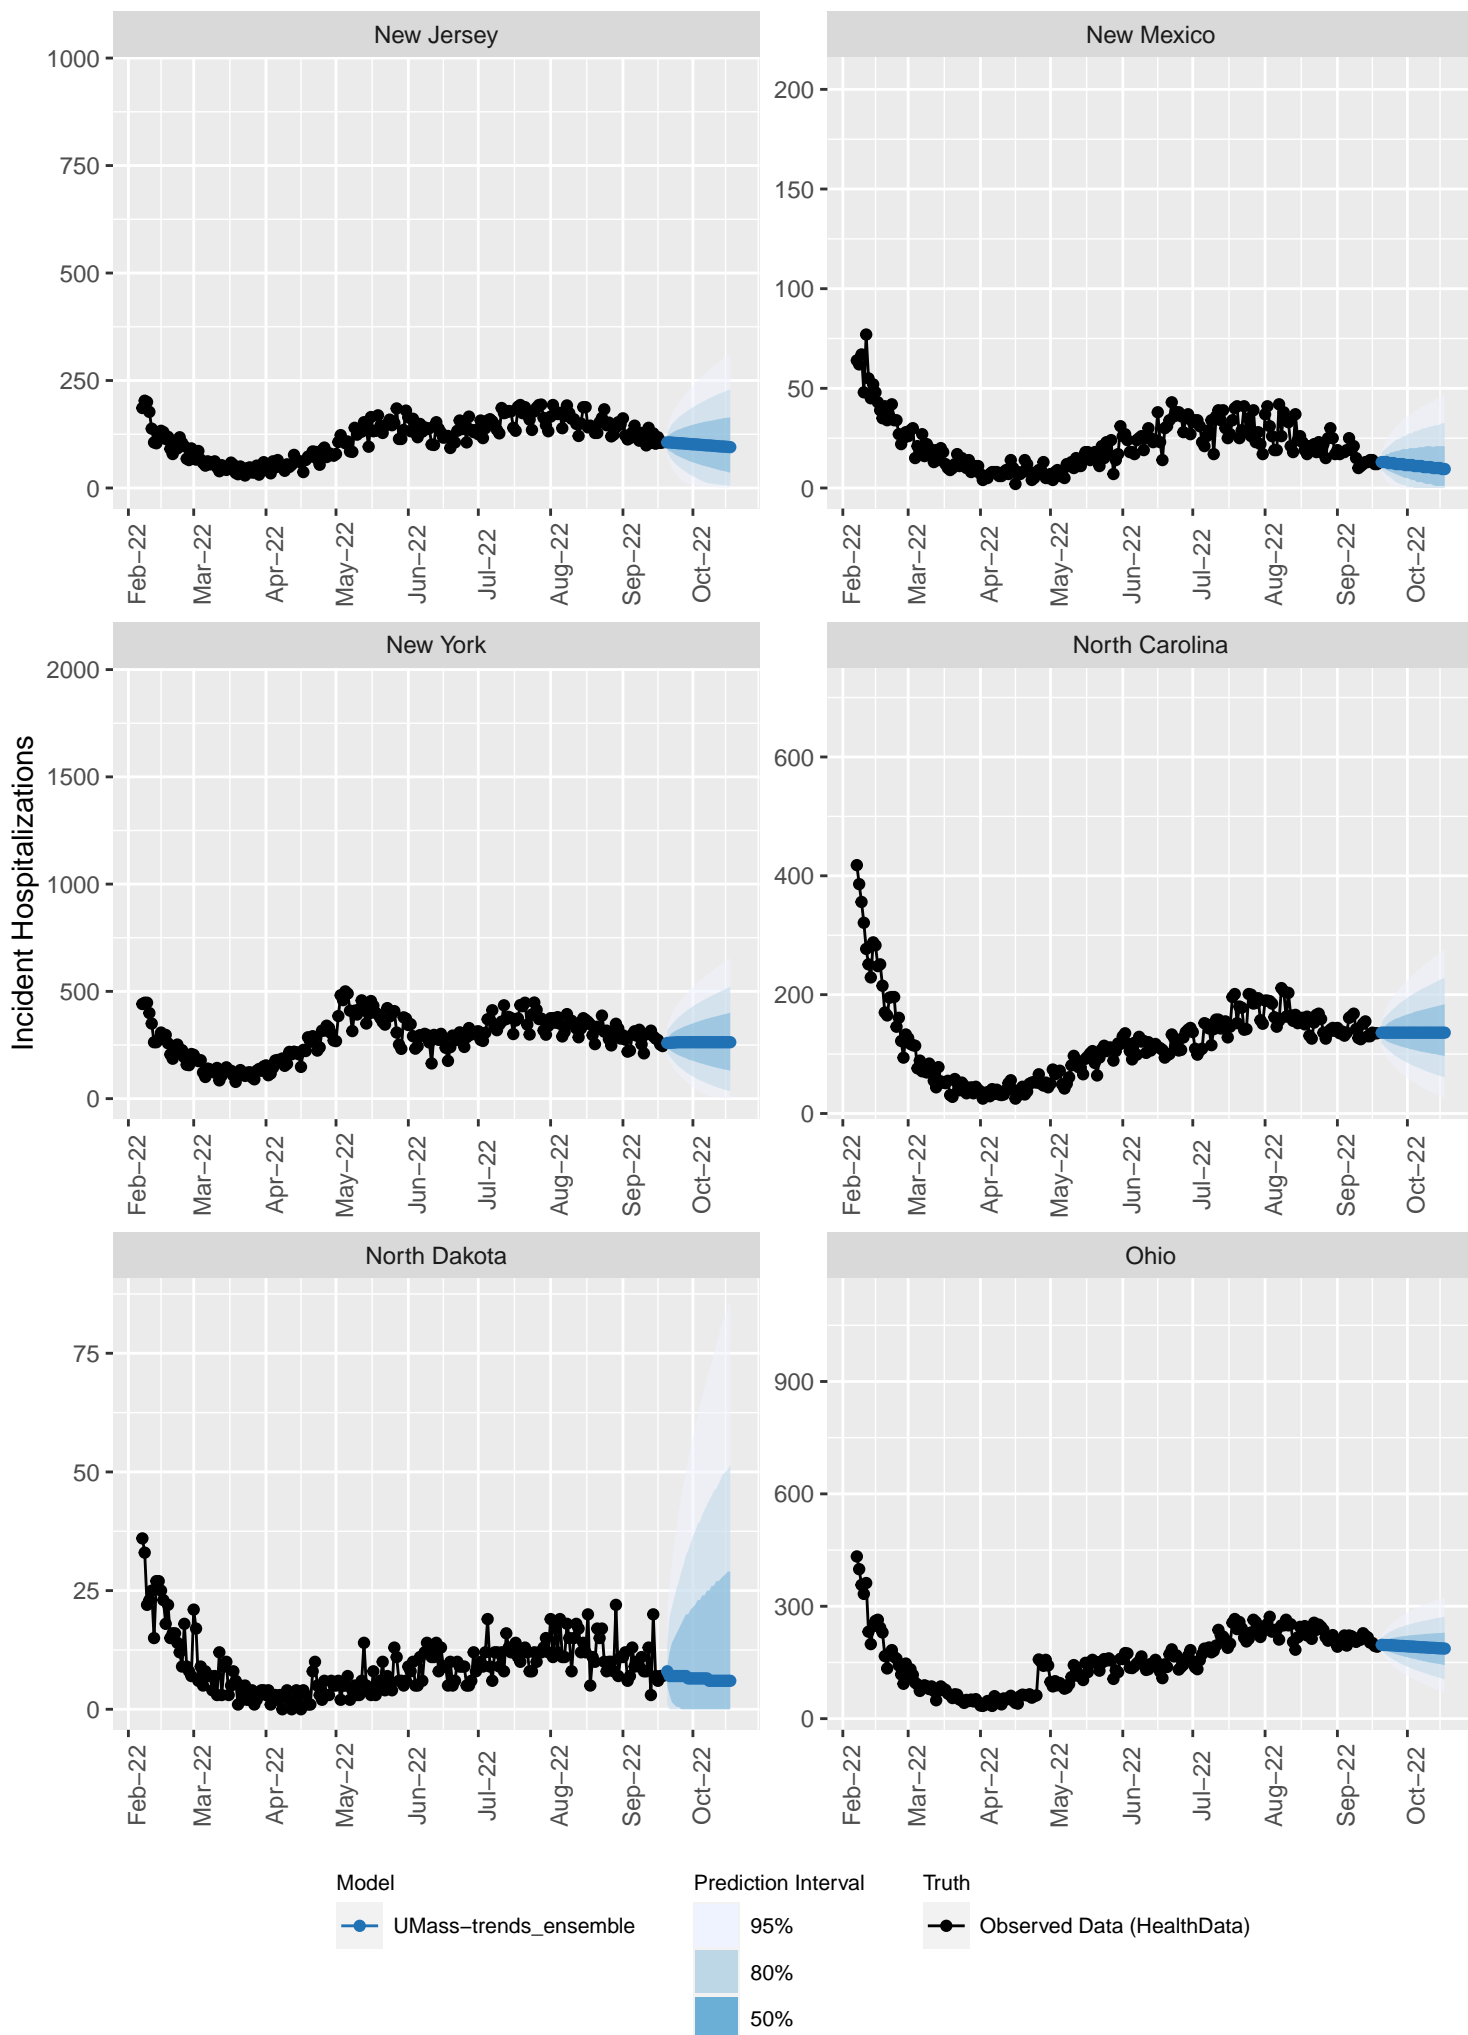 New Jersey
New Mexico
1000
750
500
250
0
200
150
100
50
0
Feb−22
Mar−22
Apr−22
May−22
Jun−22
Jul−22
Aug−22
Sep−22
Oct−22
Feb−22
Mar−22
Apr−22
May−22
Jun−22
Jul−22
Aug−22
Sep−22
Oct−22
Incident Hospitalizations
New York
North Carolina
2000
1500
1000
500
0
600
400
200
0
Feb−22
Mar−22
Apr−22
May−22
Jun−22
Jul−22
Aug−22
Sep−22
Oct−22
Feb−22
Mar−22
Apr−22
May−22
Jun−22
Jul−22
Aug−22
Sep−22
Oct−22
North Dakota
Ohio
75
50
25
0
900
600
300
0
Feb−22
Mar−22
Apr−22
May−22
Jun−22
Jul−22
Aug−22
Sep−22
Oct−22
Feb−22
Mar−22
Apr−22
May−22
Jun−22
Jul−22
Aug−22
Sep−22
Oct−22
Model
UMass−trends_ensemble
Prediction Interval
95%
80%
50%
Truth
Observed Data (HealthData)